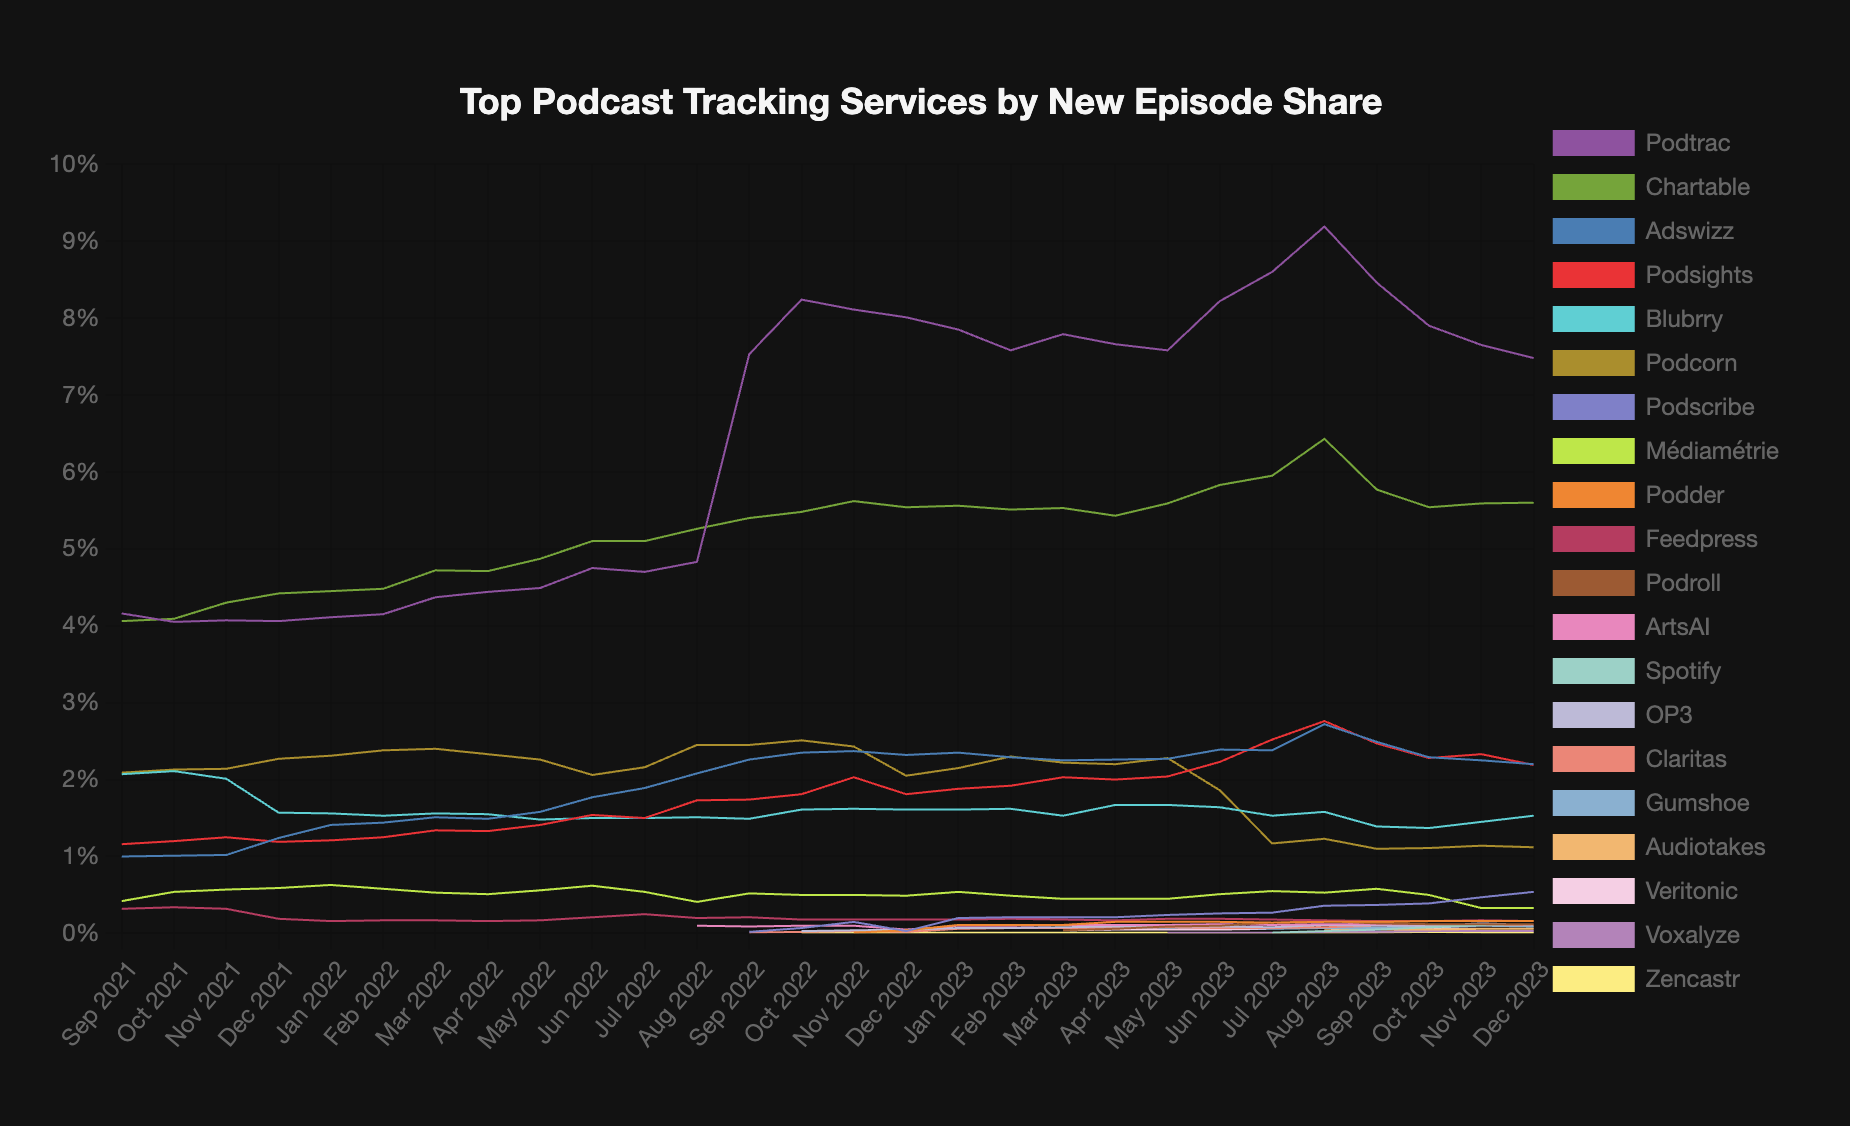 Top Podcast Tracking Services by New Episode Share
Podtrac
Chartable
Adswizz
Podsights
Blubrry
Podcorn
Podscribe
Médiamétrie
Podder
Feedpress
Podroll
ArtsAI
Spotify
OP3
Claritas
Gumshoe
Audiotakes
Veritonic
Voxalyze
Zencastr
10%
9%
8%
7%
6%
5%
4%
3%
2%
1%
0%
Sep 2021
Oct 2021
Nov 2021
Dec 2021
Jan 2022
Feb 2022
Mar 2022
Apr 2022
May 2022
Jun 2022
Jul 2022
Aug 2022
Sep 2022
Oct 2022
Nov 2022
Dec 2022
Jan 2023
Feb 2023
Mar 2023
Apr 2023
May 2023
Jun 2023
Jul 2023
Aug 2023
Sep 2023
Oct 2023
Nov 2023
Dec 2023